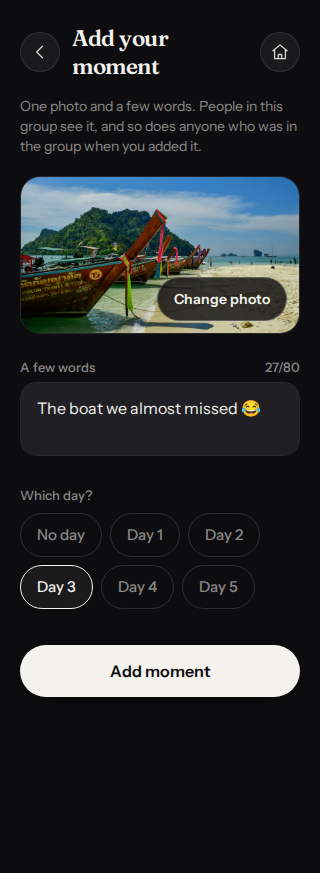 Add your
moment
One photo and a few words. People in this
group see it, and so does anyone who was in
the group when you added it.
Change photo
A few words
27/80
The boat we almost missed 😂
Which day?
No day
Day 1
Day 2
Day 3
Day 4
Day 5
Add moment